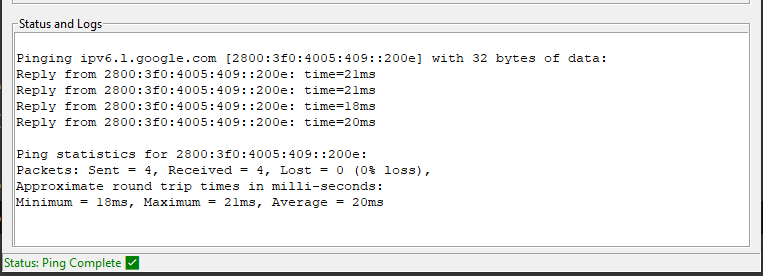 Status and Logs
Pinging ipv6.l.google.com [2800:3f0:4005:409::200e] with 32 bytes of data:
Reply from 2800:3f0:4005:409::200e: time=21ms
Reply from 2800:3f0:4005:409::200e: time=21ms
Reply from 2800:3f0:4005:409::200e: time=18ms
Reply from 2800:3f0:4005:409::200e: time=20ms
Ping statistics for 2800:3f0:4005:409::200e:
Packets: Sent = 4, Received = 4, Lost = 0 (0% loss),
Approximate round trip times in milli-seconds:
Minimum = 18ms, Maximum = 21ms, Average = 20ms
Status: Ping Complete ✅